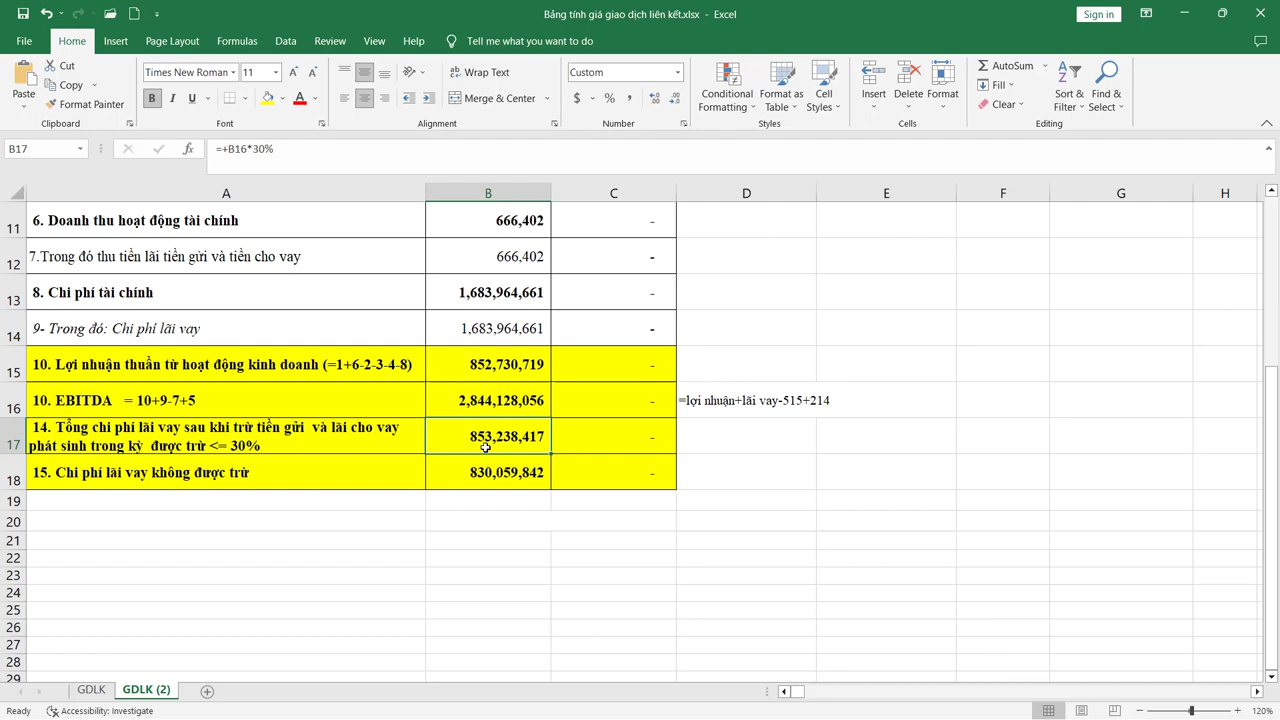 Bảng tính giá giao dịch liên kết.xlsx - Excel
Sign in
File Home Insert Page Layout Formulas Data Review View Help Tell me what you want to do
Paste
Cut
Copy
Format Painter
Clipboard
Times New Roman 11
B I U
Font
Wrap Text
Merge & Center
Alignment
Custom
$ % ,
Number
Conditional Formatting
Format as Table
Cell Styles
Styles
Insert Delete Format
Cells
AutoSum
Fill
Clear
Sort & Filter
Find & Select
Editing
B17 fx =+B16*30%
A B C D E F G H
11 6. Doanh thu hoạt động tài chính 666,402 -
12 7.Trong đó thu tiền lãi tiền gửi và tiền cho vay 666,402 -
13 8. Chi phí tài chính 1,683,964,661 -
14 9- Trong đó: Chi phí lãi vay 1,683,964,661 -
15 10. Lợi nhuận thuần từ hoạt động kinh doanh (=1+6-2-3-4-8) 852,730,719 -
16 10. EBITDA = 10+9-7+5 2,844,128,056 - =lợi nhuận+lãi vay-515+214
14. Tổng chi phí lãi vay sau khi trừ tiền gửi và lãi cho vay
17 phát sinh trong kỳ được trừ <= 30% 853,238,417 -
18 15. Chi phí lãi vay không được trừ 830,059,842 -
19
20
21
22
23
24
25
26
27
28
29
GDLK GDLK (2)
Ready Accessibility: Investigate 120%